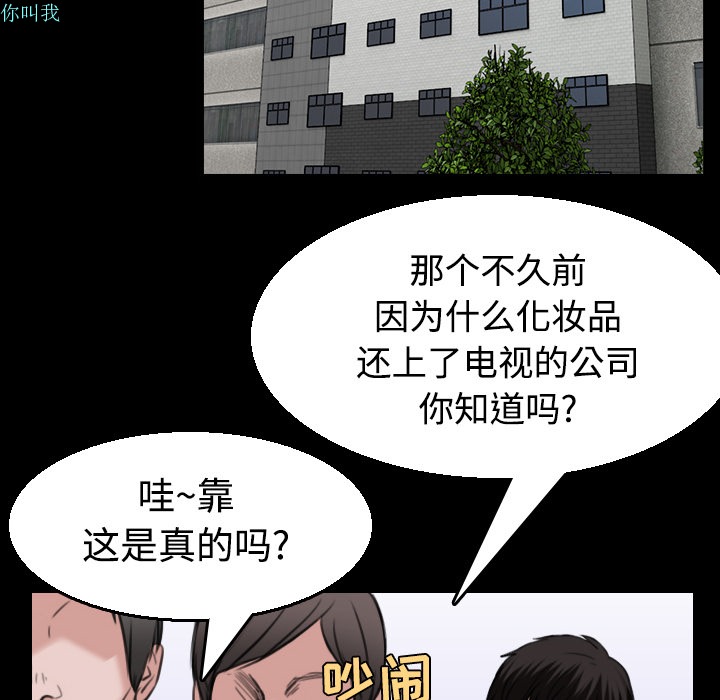 你叫我
那个不久前
因为什么化妆品
还上了电视的公司
你知道吗?
哇~靠
这是真的吗?
吵闹